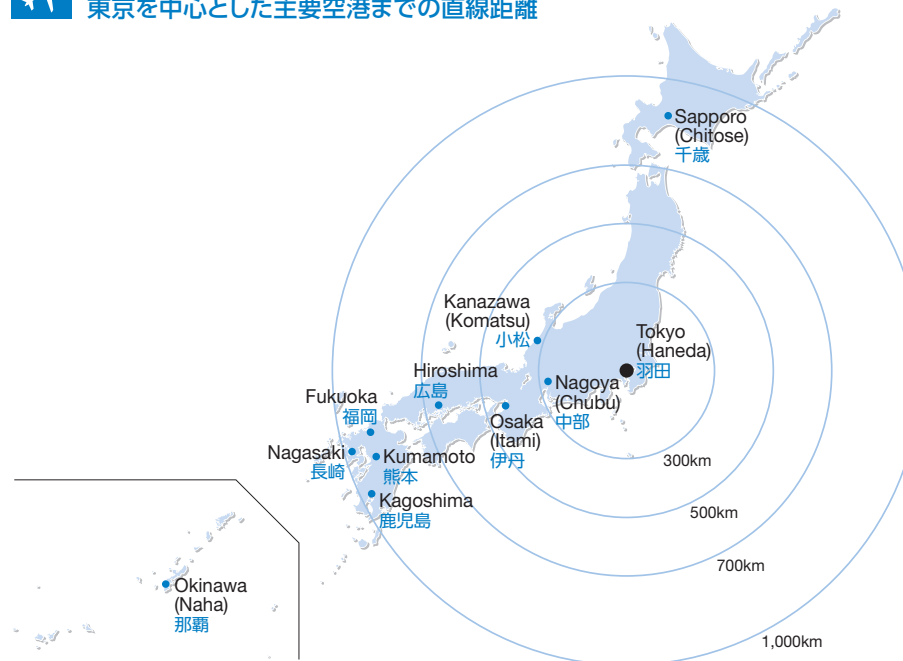 東京を中心とした主要空港までの直線距離
Sapporo
(Chitose)
千歳
Kanazawa
(Komatsu)
小松
Tokyo
(Haneda)
羽田
Hiroshima
広島
Nagoya
(Chubu)
中部
Fukuoka
福岡
Osaka
(Itami)
伊丹
Nagasaki
長崎
Kumamoto
熊本
300km
Kagoshima
鹿児島
500km
700km
Okinawa
(Naha)
那覇
1,000km